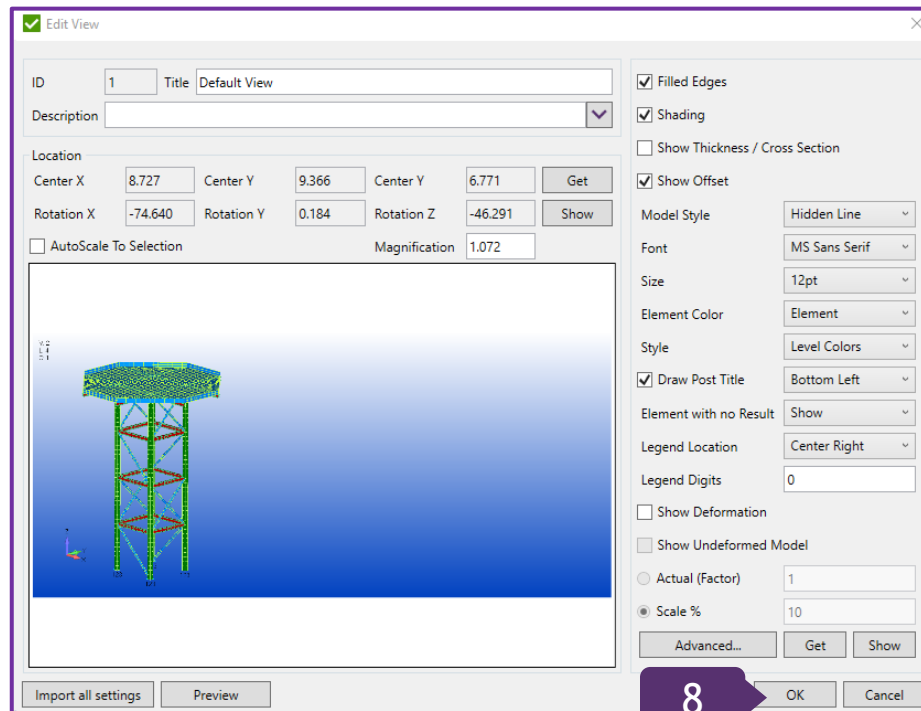 Edit View
ID 1 Title Default View
Description
Location
Center X 8.727 Center Y 9.366 Center Y 6.771 Get
Rotation X -74.640 Rotation Y 0.184 Rotation Z -46.291 Show
AutoScale To Selection Magnification 1.072
Filled Edges
Shading
Show Thickness / Cross Section
Show Offset
Model Style Hidden Line
Font MS Sans Serif
Size 12pt
Element Color Element
Style Level Colors
Draw Post Title Bottom Left
Element with no Result Show
Legend Location Center Right
Legend Digits 0
Show Deformation
Show Undeformed Model
Actual (Factor) 1
Scale % 10
Advanced... Get Show
Import all settings Preview 8 OK Cancel